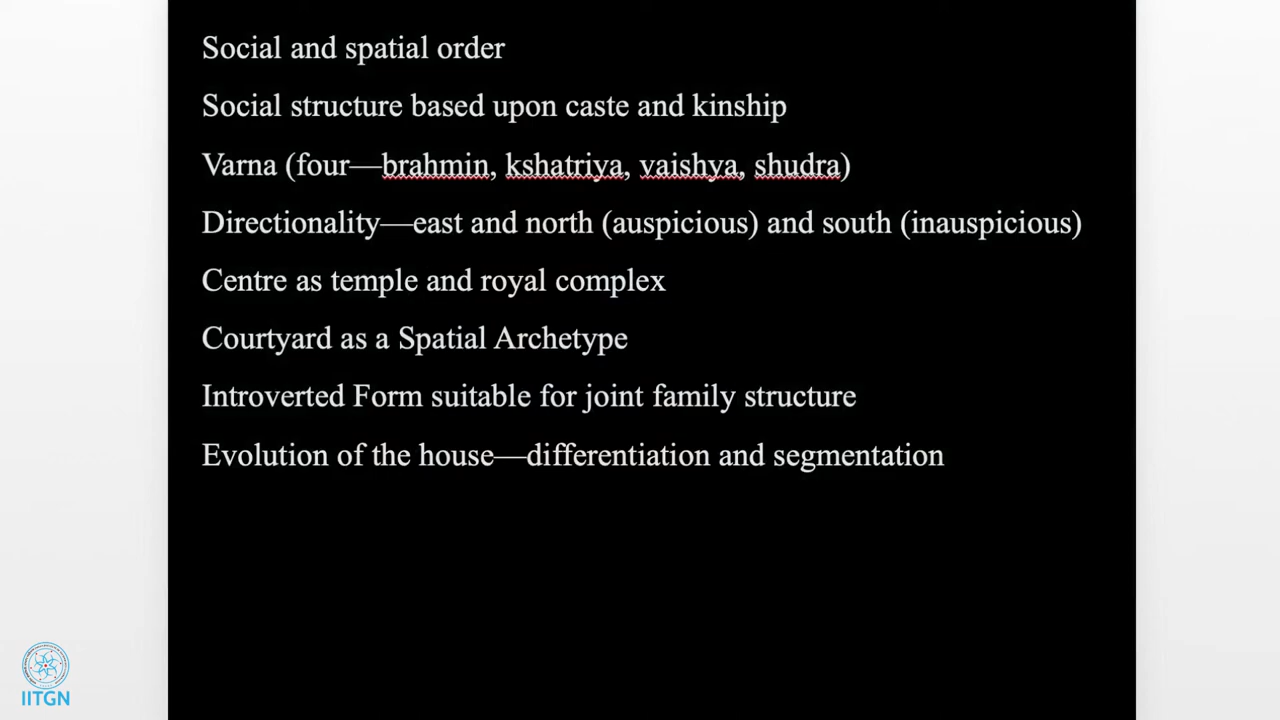 Social and spatial order
Social structure based upon caste and kinship
Varna (four—brahmin, kshatriya, vaishya, shudra)
Directionality—east and north (auspicious) and south (inauspicious)
Centre as temple and royal complex
Courtyard as a Spatial Archetype
Introverted Form suitable for joint family structure
Evolution of the house—differentiation and segmentation
IITGN